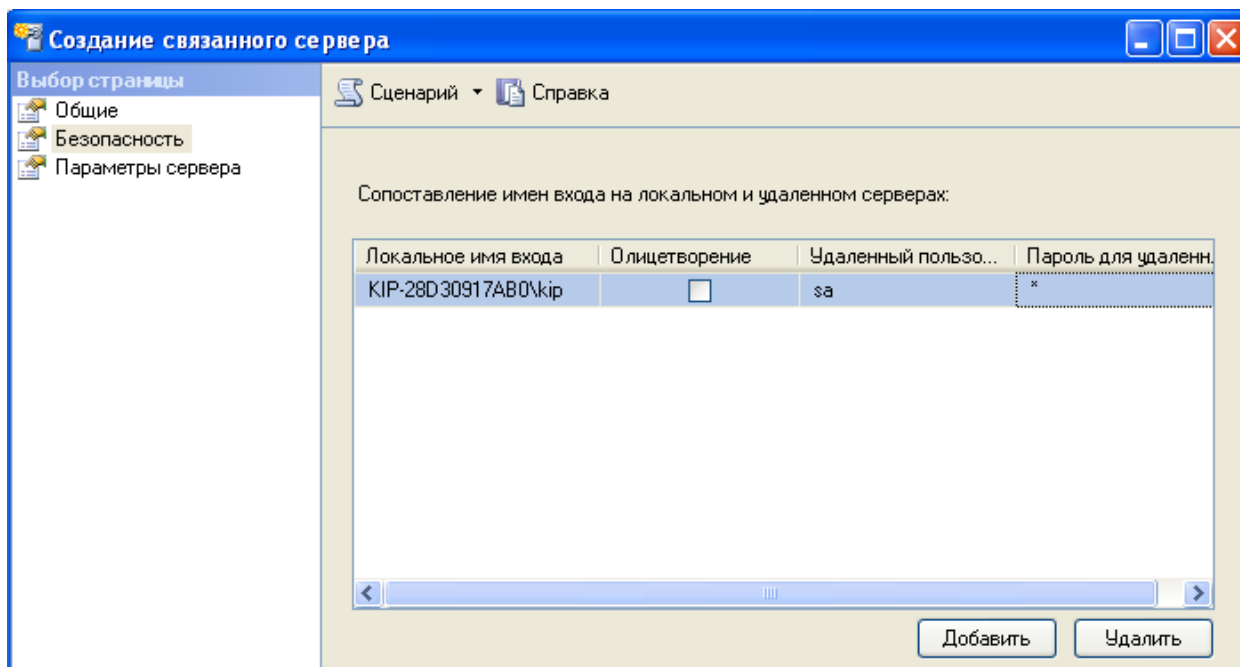 Создание связанного сервера
Выбор страницы
Общие
Безопасность
Параметры сервера
Сценарий Справка
Сопоставление имен входа на локальном и удаленном серверах:
Локальное имя входа Олицетворение Удаленный пользо... Пароль для удаленн.
KIP-28D30917AB0\kip sa *
Добавить Удалить